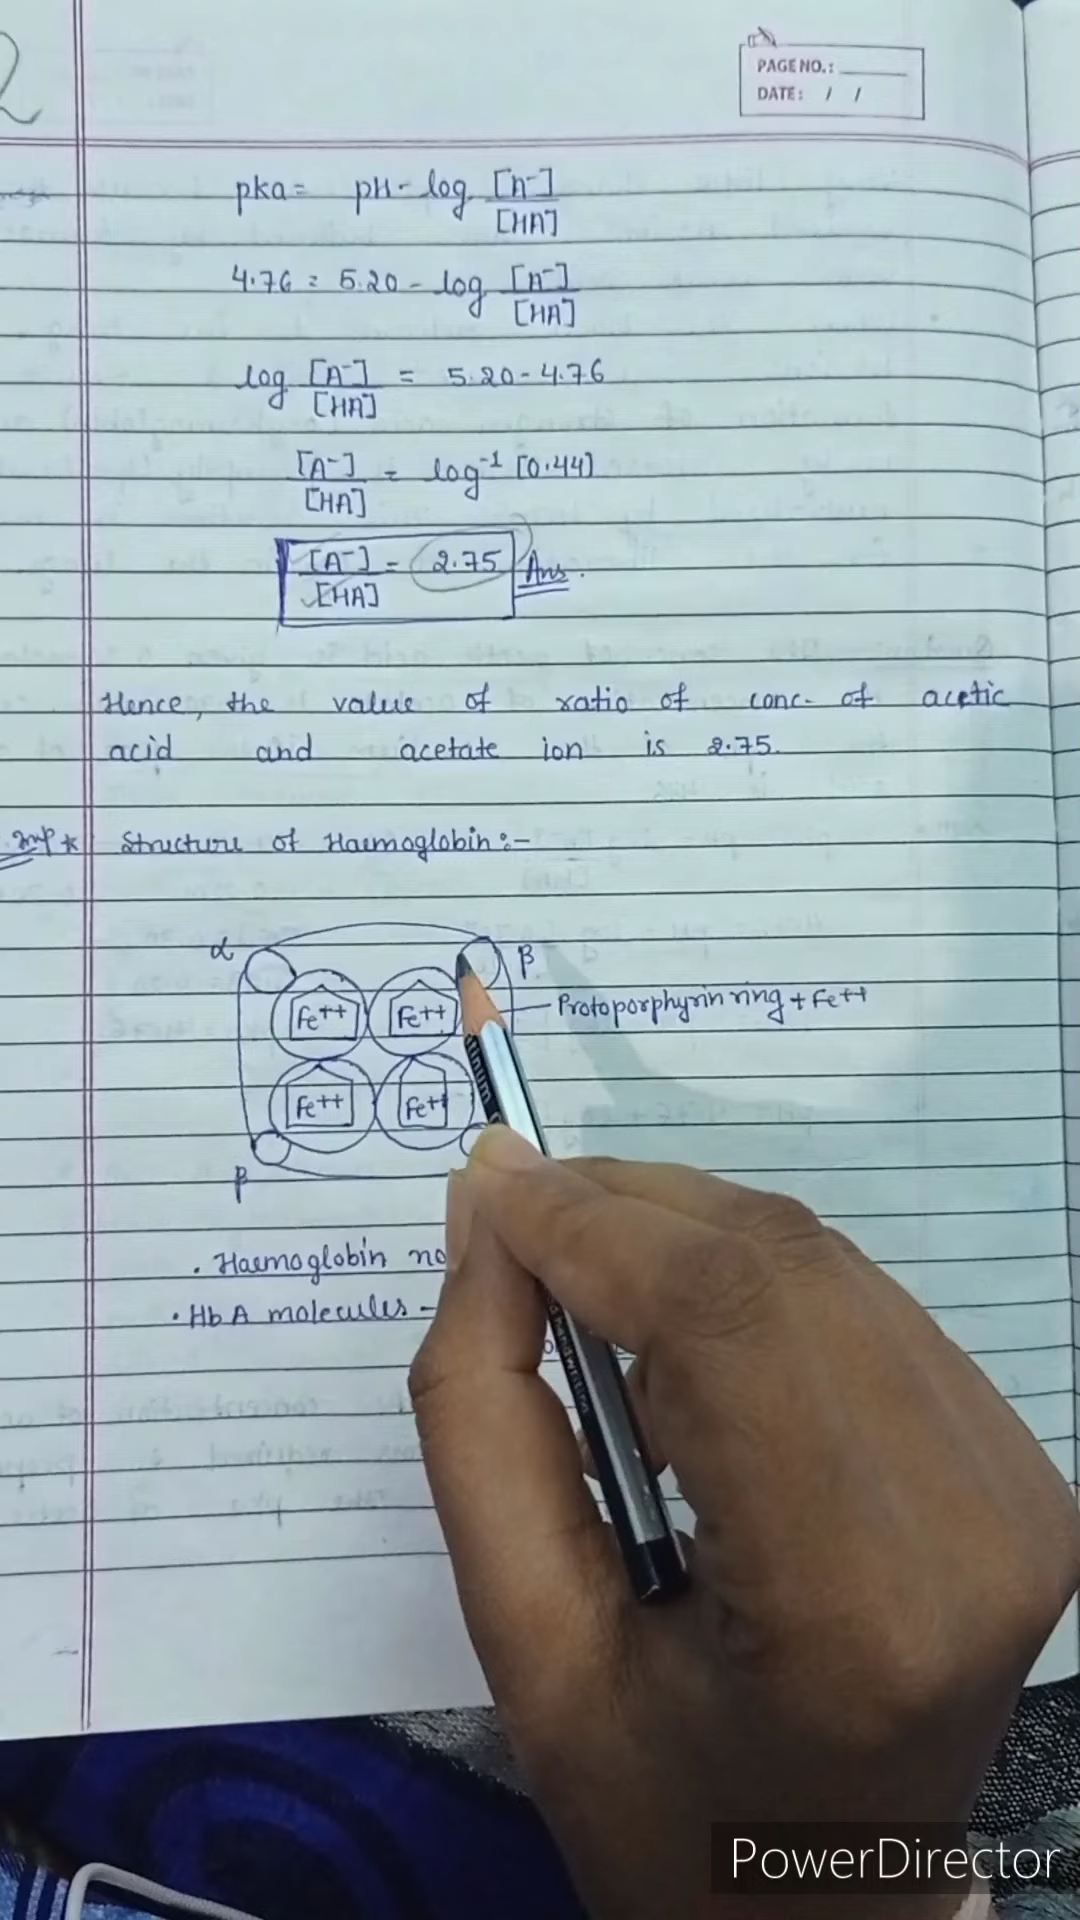 PAGE NO.:
DATE: / /
pka = pH - log [A⁻]/[HA]
4.76 = 5.20 - log [A⁻]/[HA]
log [A⁻]/[HA] = 5.20 - 4.76
[A⁻]/[HA] = log⁻¹ [0.44]
[A⁻]/[HA] = 2.75 Ans.
Hence, the value of ratio of conc. of acetic
acid and acetate ion is 2.75.
Imp * Structure of Haemoglobin:-
α β
Fe++ Fe++ Protoporphyrin ring + Fe++
Fe++ Fe++
β
. Haemoglobin
. Hb A molecules -
PowerDirector